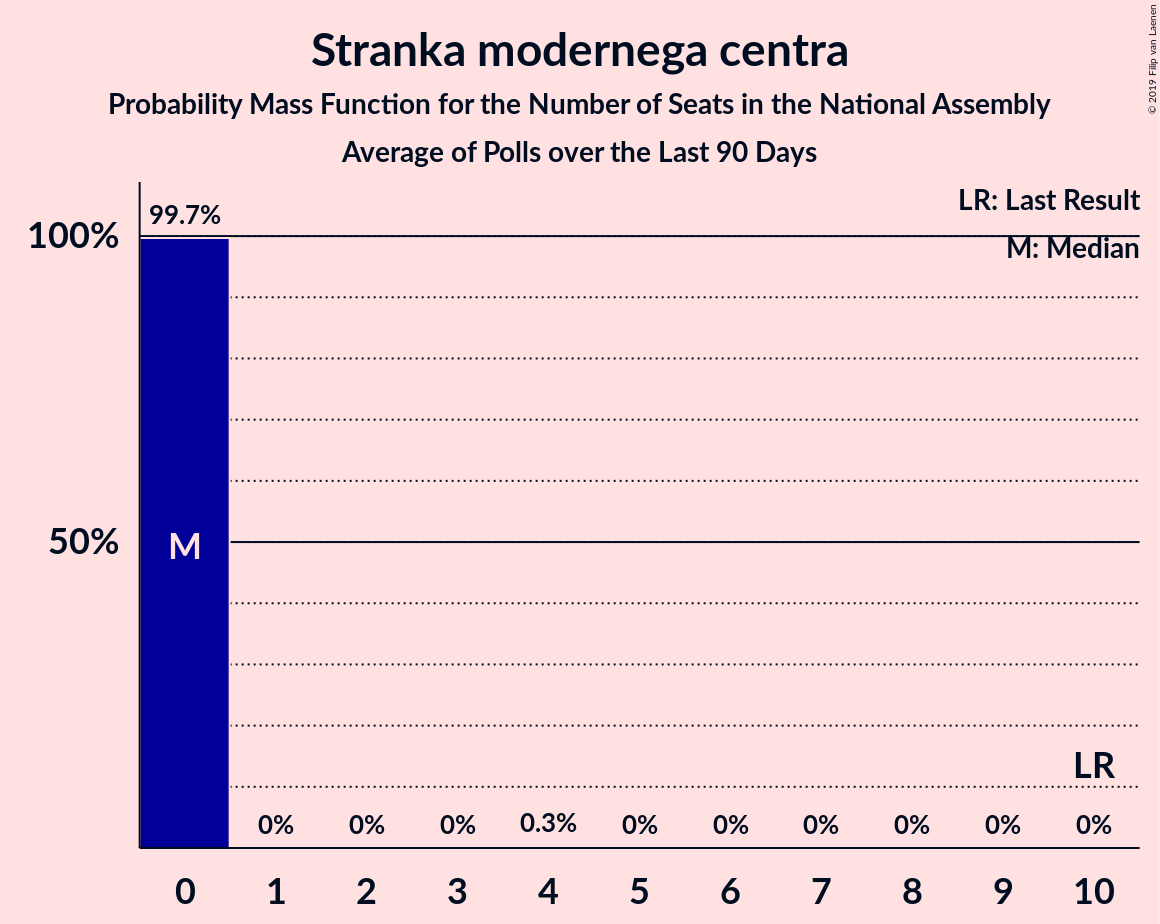 Stranka modernega centra
Probability Mass Function for the Number of Seats in the National Assembly
Average of Polls over the Last 90 Days
© 2019 Filip van Laenen
LR: Last Result
M: Median
99.7%
100%
50%
M
LR
0% 0% 0% 0.3% 0% 0% 0% 0% 0% 0%
0 1 2 3 4 5 6 7 8 9 10